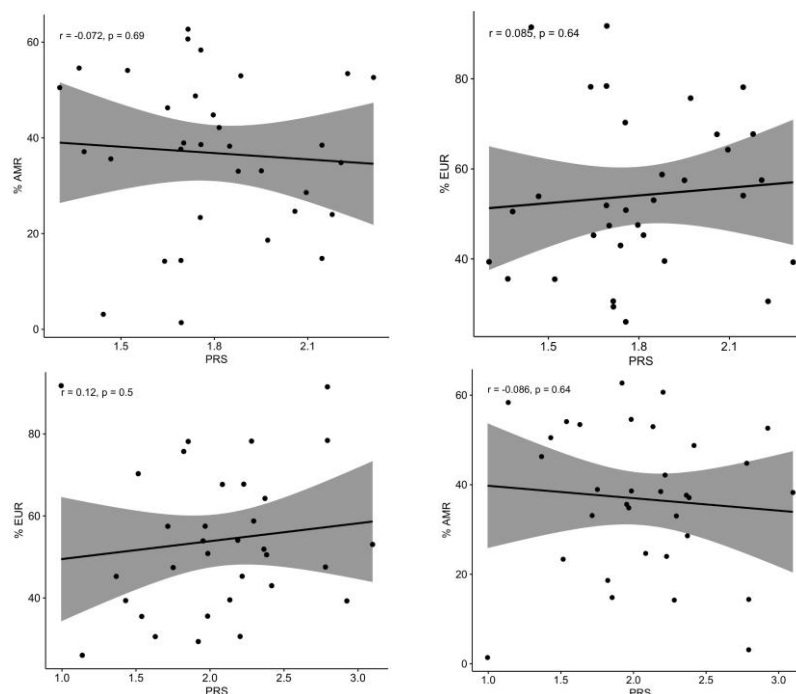 r = -0.072, p = 0.69
60
40
20
0
% AMR
1.5
1.8
2.1
PRS
r = 0.085, p = 0.64
80
60
40
% EUR
1.5
1.8
2.1
PRS
r = 0.12, p = 0.5
80
60
40
% EUR
1.0
1.5
2.0
2.5
3.0
PRS
r = -0.086, p = 0.64
60
40
20
0
% AMR
1.0
1.5
2.0
2.5
3.0
PRS